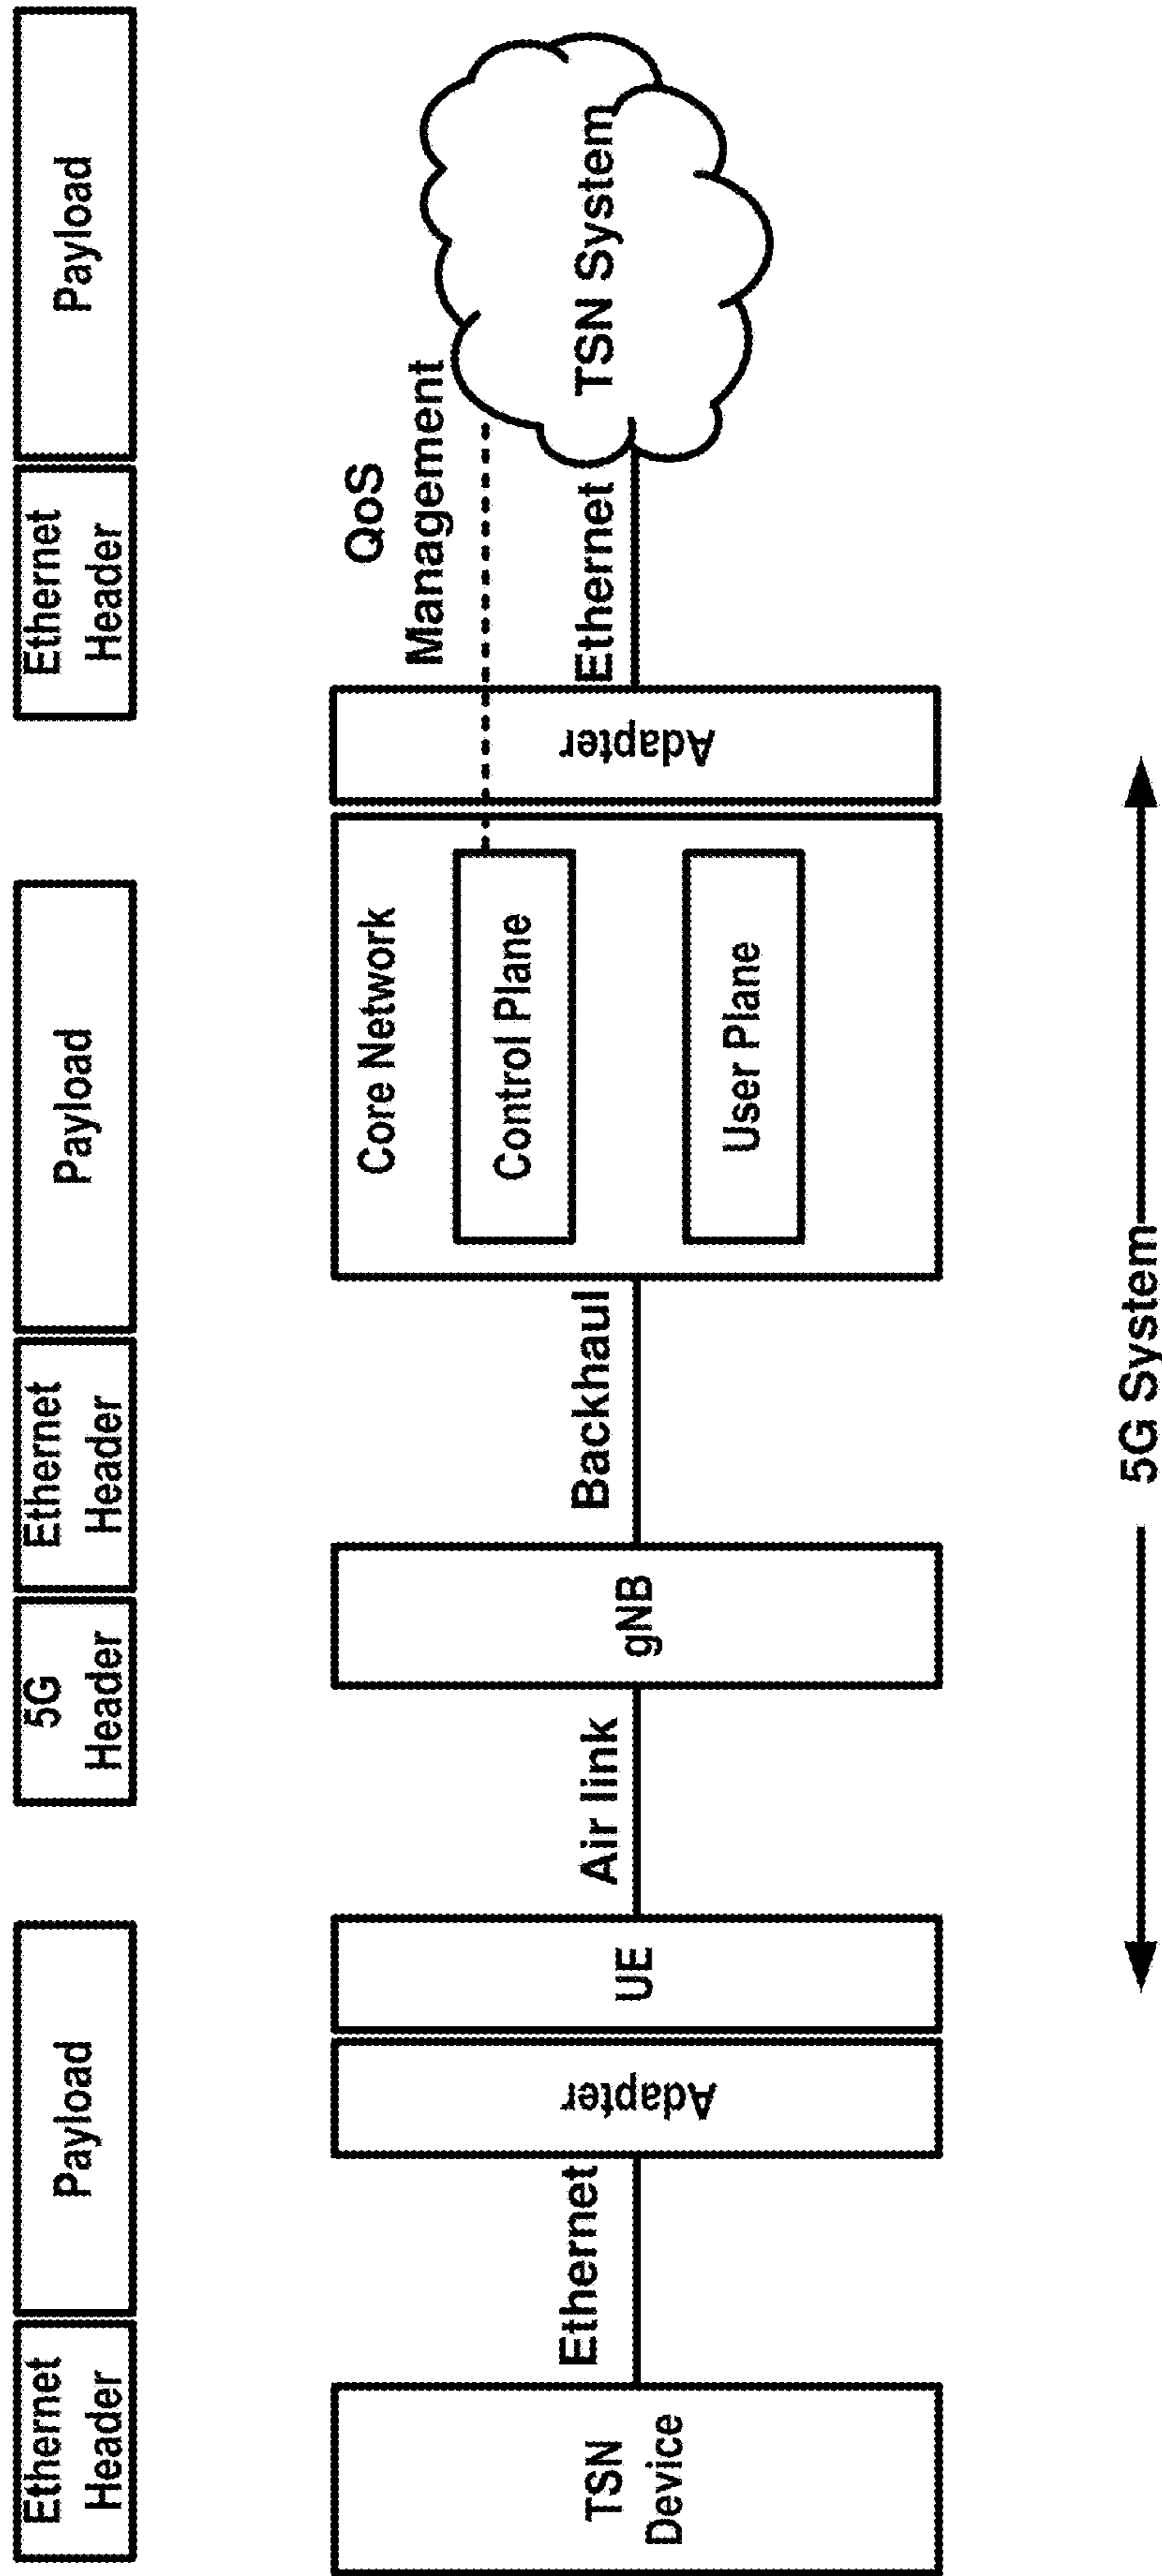 Ethernet
Header
Payload
5G
Header
Ethernet
Header
Payload
Ethernet
Header
Payload
TSN
Device
Ethernet
Adapter
UE
Air link
gNB
Backhaul
Core Network
Control Plane
User Plane
Adapter
QoS
Management
Ethernet
TSN System
5G System